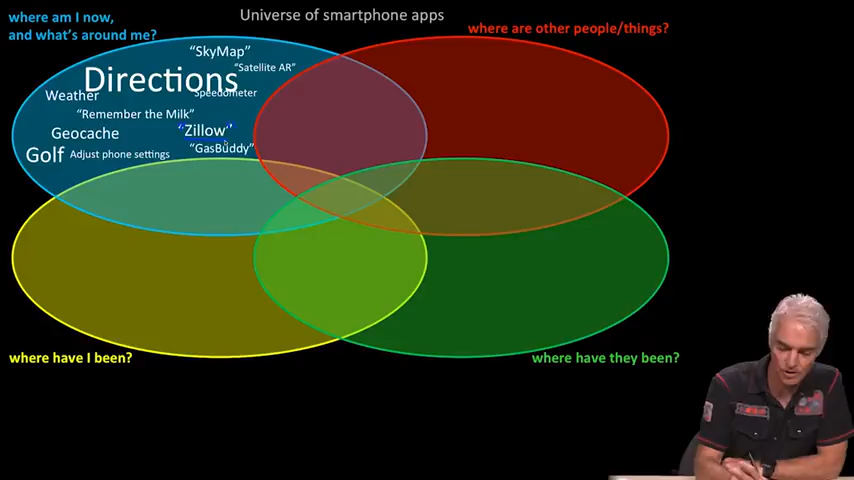 Universe of smartphone apps
where am I now,
and what's around me?
where are other people/things?
"SkyMap"
"Satellite AR"
Directions
Speedometer
Weather
"Remember the Milk"
Geocache
"Zillow"
"GasBuddy"
Golf
Adjust phone settings
where have I been?
where have they been?